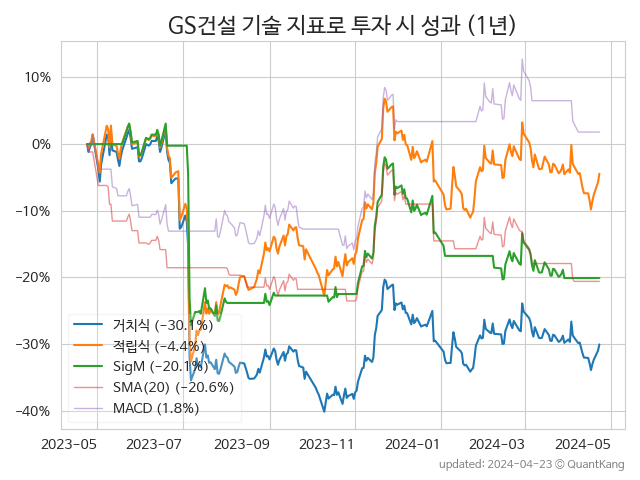 GS건설 기술 지표로 투자 시 성과 (1년)
10%
0%
−10%
−20%
−30%
−40%
거치식 (−30.1%)
적립식 (−4.4%)
SigM (−20.1%)
SMA(20) (−20.6%)
MACD (1.8%)
2023−05
2023−07
2023−09
2023−11
2024−01
2024−03
2024−05
updated: 2024−04−23 ⓒ QuantKang